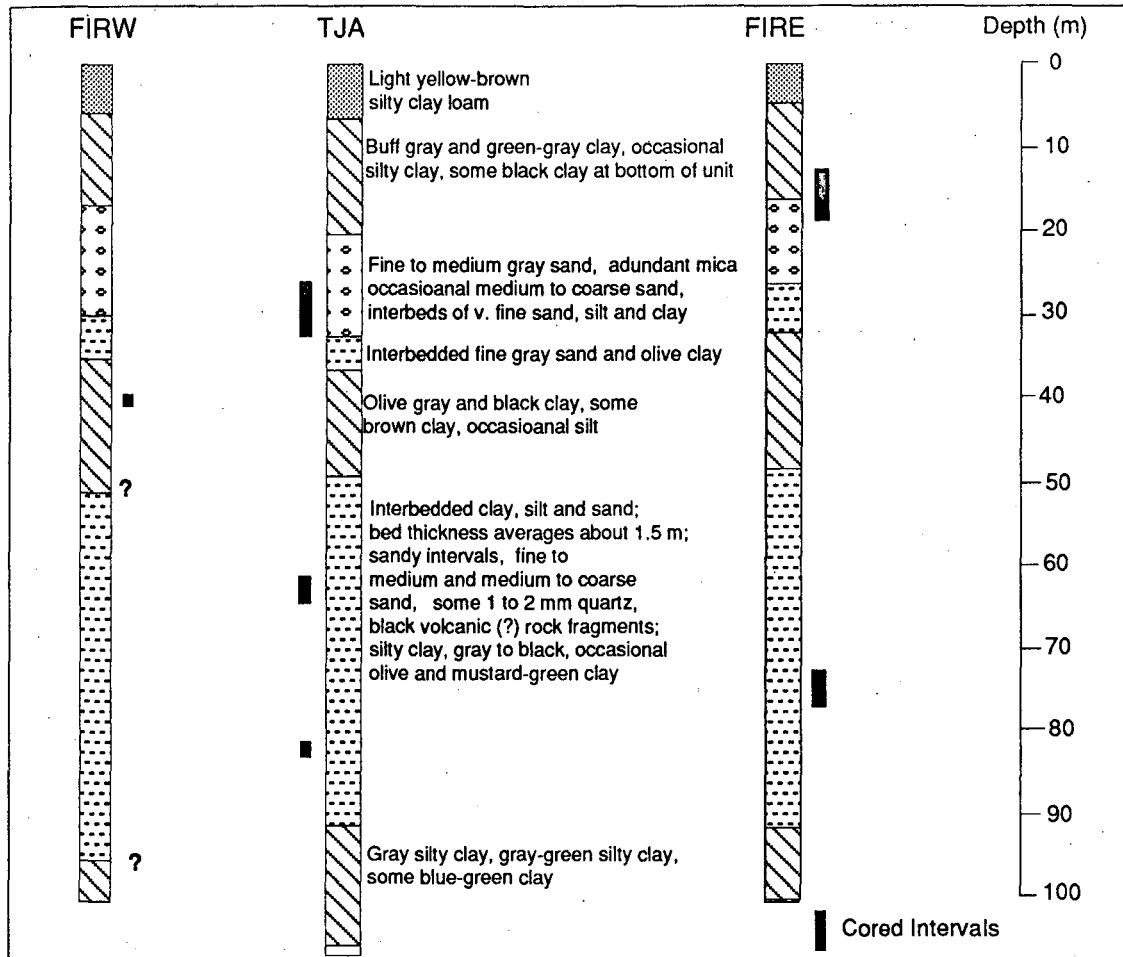 FIRW
TJA
FIRE
Depth (m)
Light yellow-brown
silty clay loam
Buff gray and green-gray clay, occasional
silty clay, some black clay at bottom of unit
Fine to medium gray sand, adundant mica
occasioanal medium to coarse sand,
interbeds of v. fine sand, silt and clay
Interbedded fine gray sand and olive clay
Olive gray and black clay, some
brown clay, occasioanal silt
?
Interbedded clay, silt and sand;
bed thickness averages about 1.5 m;
sandy intervals, fine to
medium and medium to coarse
sand, some 1 to 2 mm quartz,
black volcanic (?) rock fragments;
silty clay, gray to black, occasional
olive and mustard-green clay
?
Gray silty clay, gray-green silty clay,
some blue-green clay
0
10
20
30
40
50
60
70
80
90
100
Cored Intervals